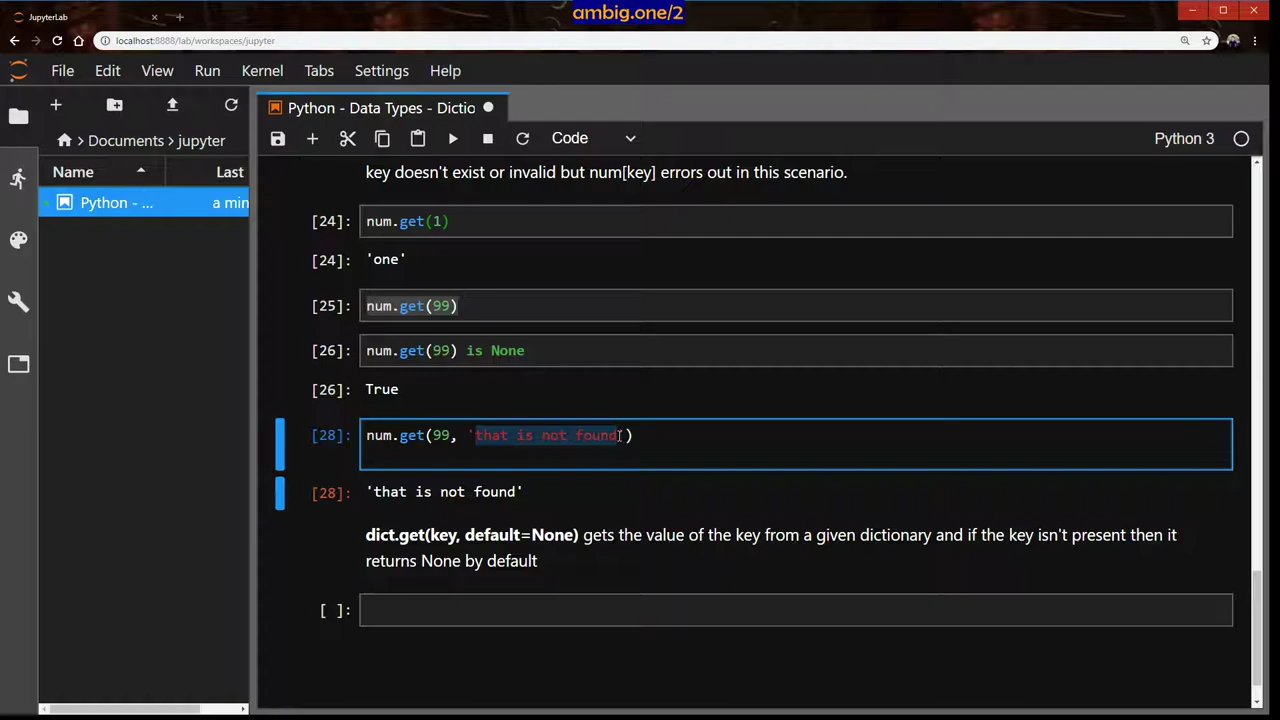 ambig.one/2
JupyterLab
localhost:8888/lab/workspaces/jupyter
File Edit View Run Kernel Tabs Settings Help
Python - Data Types - Dictio
Documents > jupyter
Code
Python 3
Name Last
Python - ... a min
key doesn't exist or invalid but num[key] errors out in this scenario.
[24]: num.get(1)
[24]: 'one'
[25]: num.get(99)
[26]: num.get(99) is None
[26]: True
[28]: num.get(99, 'that is not found')
[28]: 'that is not found'
dict.get(key, default=None) gets the value of the key from a given dictionary and if the key isn't present then it
returns None by default
[ ]: